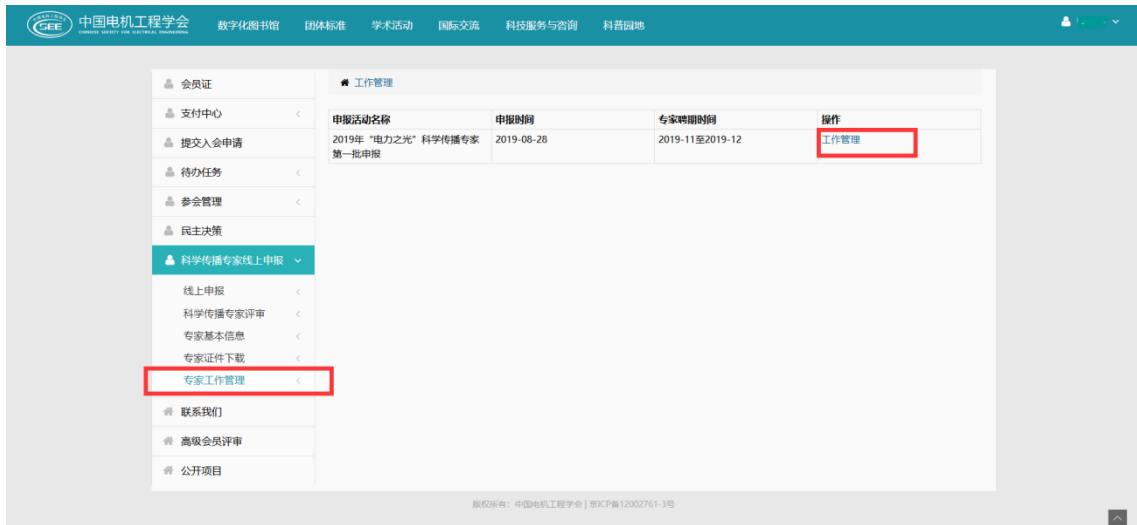 中国电机工程学会
CHINESE SOCIETY FOR ELECTRICAL ENGINEERING
CSEE
数字化图书馆
团体标准
学术活动
国际交流
科技服务与咨询
科普园地
会员证
支付中心
提交入会申请
待办任务
参会管理
民主决策
科学传播专家线上申报
线上申报
科学传播专家评审
专家基本信息
专家证件下载
专家工作管理
联系我们
高级会员评审
公开项目
工作管理
申报活动名称 申报时间 专家聘期时间 操作
2019年“电力之光”科学传播专家 2019-08-28 2019-11至2019-12 工作管理
第一批申报
版权所有：中国电机工程学会 | 京ICP备12002761-3号